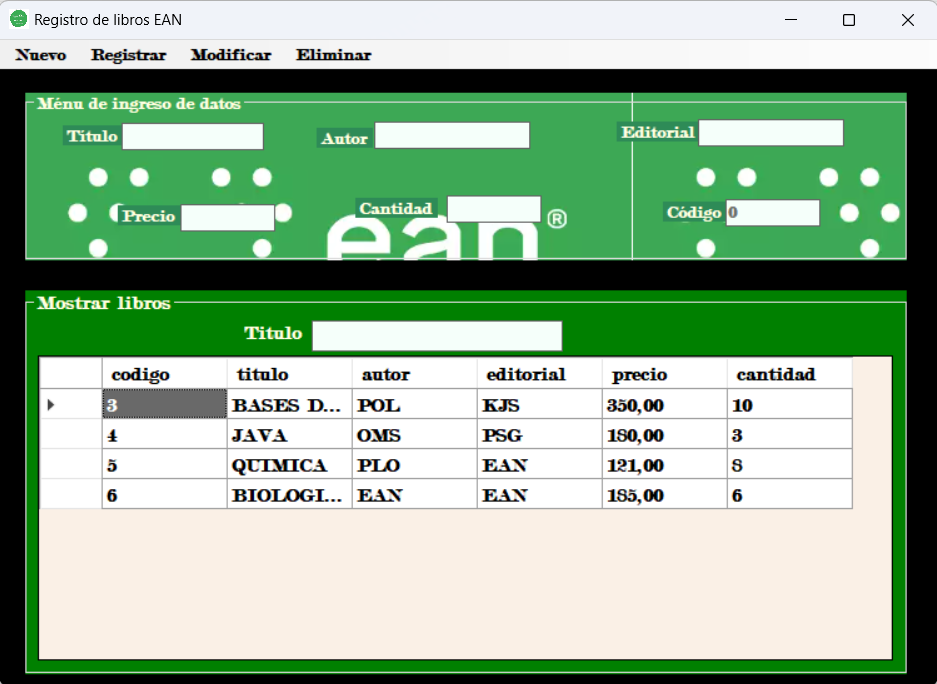 Registro de libros EAN
Nuevo Registrar Modificar Eliminar
Ménu de ingreso de datos
Titulo Autor Editorial
Precio Cantidad Código 0
ean®
Mostrar libros
Titulo
codigo titulo autor editorial precio cantidad
3 BASES D... POL KJS 350,00 10
4 JAVA OMS PSG 180,00 3
5 QUIMICA PLO EAN 121,00 8
6 BIOLOGI... EAN EAN 185,00 6